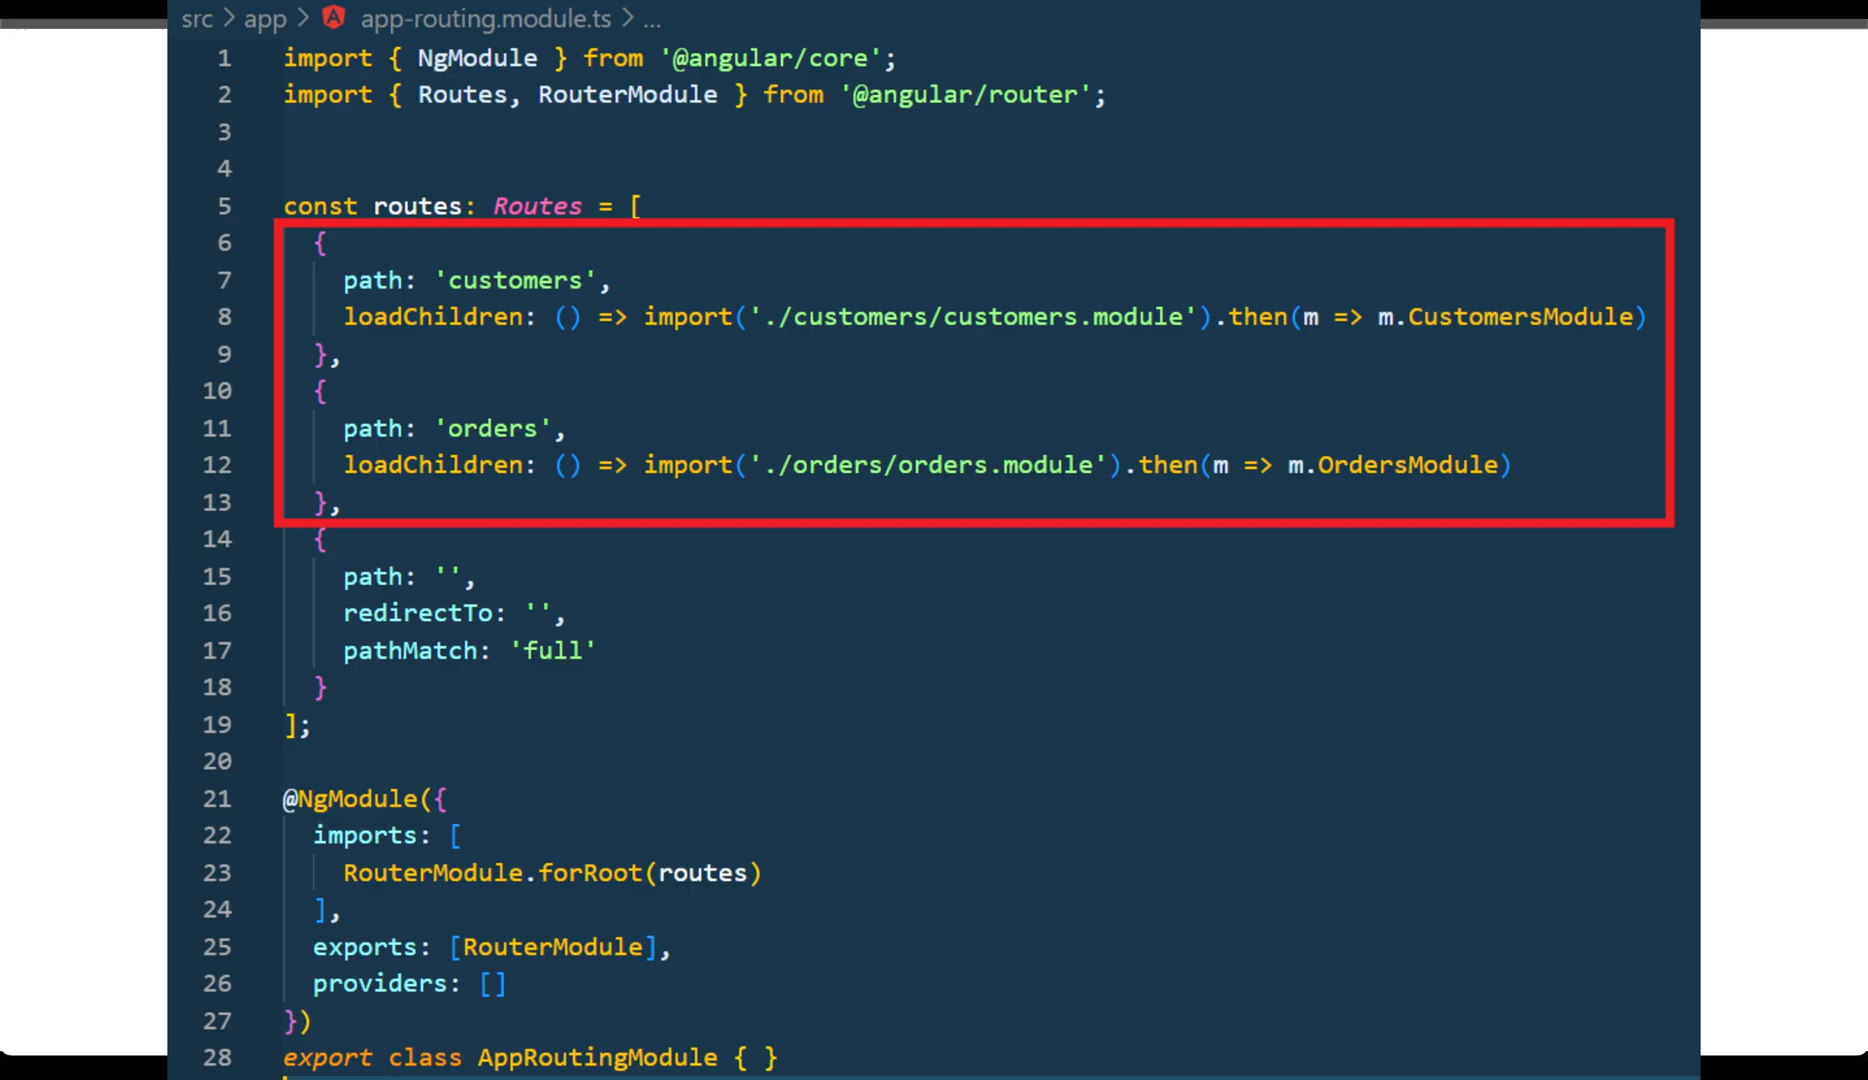 src > app > app-routing.module.ts > ...
1 import { NgModule } from '@angular/core';
2 import { Routes, RouterModule } from '@angular/router';
3
4
5 const routes: Routes = [
6   {
7     path: 'customers',
8     loadChildren: () => import('./customers/customers.module').then(m => m.CustomersModule)
9   },
10   {
11     path: 'orders',
12     loadChildren: () => import('./orders/orders.module').then(m => m.OrdersModule)
13   },
14   {
15     path: '',
16     redirectTo: '',
17     pathMatch: 'full'
18   }
19 ];
20
21 @NgModule({
22   imports: [
23     RouterModule.forRoot(routes)
24   ],
25   exports: [RouterModule],
26   providers: []
27 })
28 export class AppRoutingModule { }